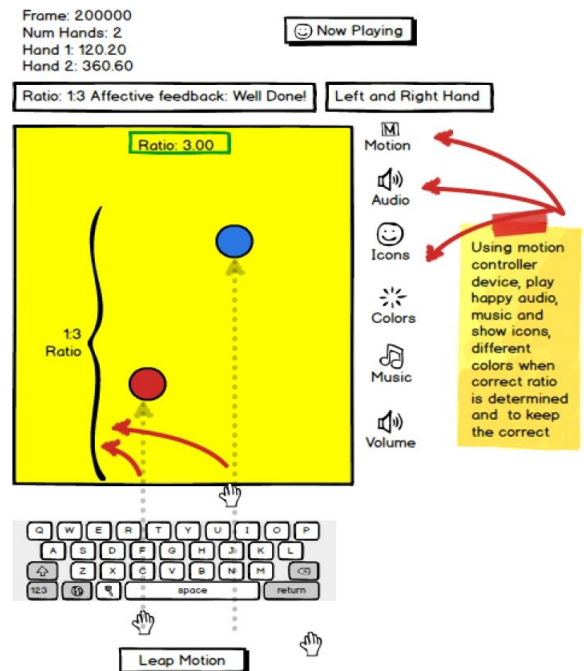 Frame: 200000
Num Hands: 2
Hand 1: 120.20
Hand 2: 360.60
Now Playing
Ratio: 1:3 Affective feedback: Well Done!
Left and Right Hand
Ratio: 3.00
M
Motion
Audio
Icons
Colors
Music
Volume
1:3
Ratio
Using motion
controller
device, play
happy audio,
music and
show icons,
different
colors when
correct ratio
is determined
and to keep
the correct
Q W E R T Y U I O P
A S D F G H J K L
Z X C V B N M
123 space return
Leap Motion